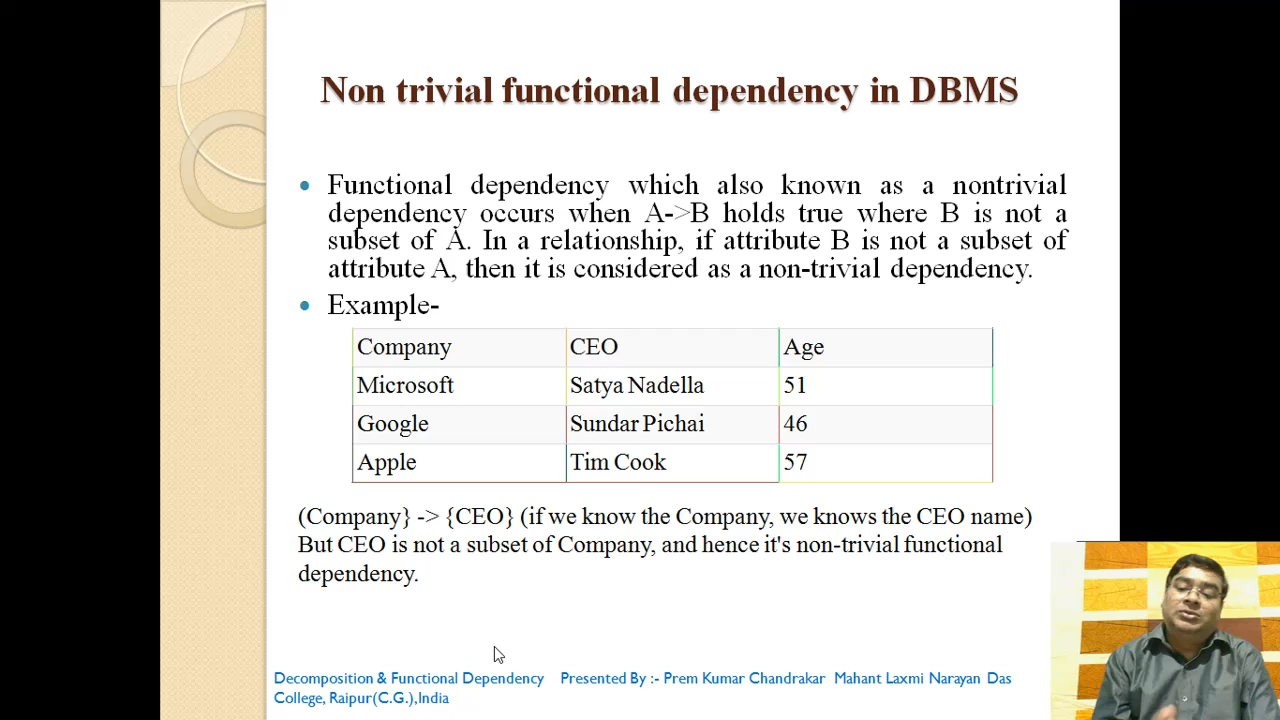 Non trivial functional dependency in DBMS
Functional dependency which also known as a nontrivial
dependency occurs when A->B holds true where B is not a
subset of A. In a relationship, if attribute B is not a subset of
attribute A, then it is considered as a non-trivial dependency.
Example-
Company CEO Age
Microsoft Satya Nadella 51
Google Sundar Pichai 46
Apple Tim Cook 57
(Company} -> {CEO} (if we know the Company, we knows the CEO name)
But CEO is not a subset of Company, and hence it's non-trivial functional
dependency.
Decomposition & Functional Dependency Presented By :- Prem Kumar Chandrakar Mahant Laxmi Narayan Das
College, Raipur(C.G.),India